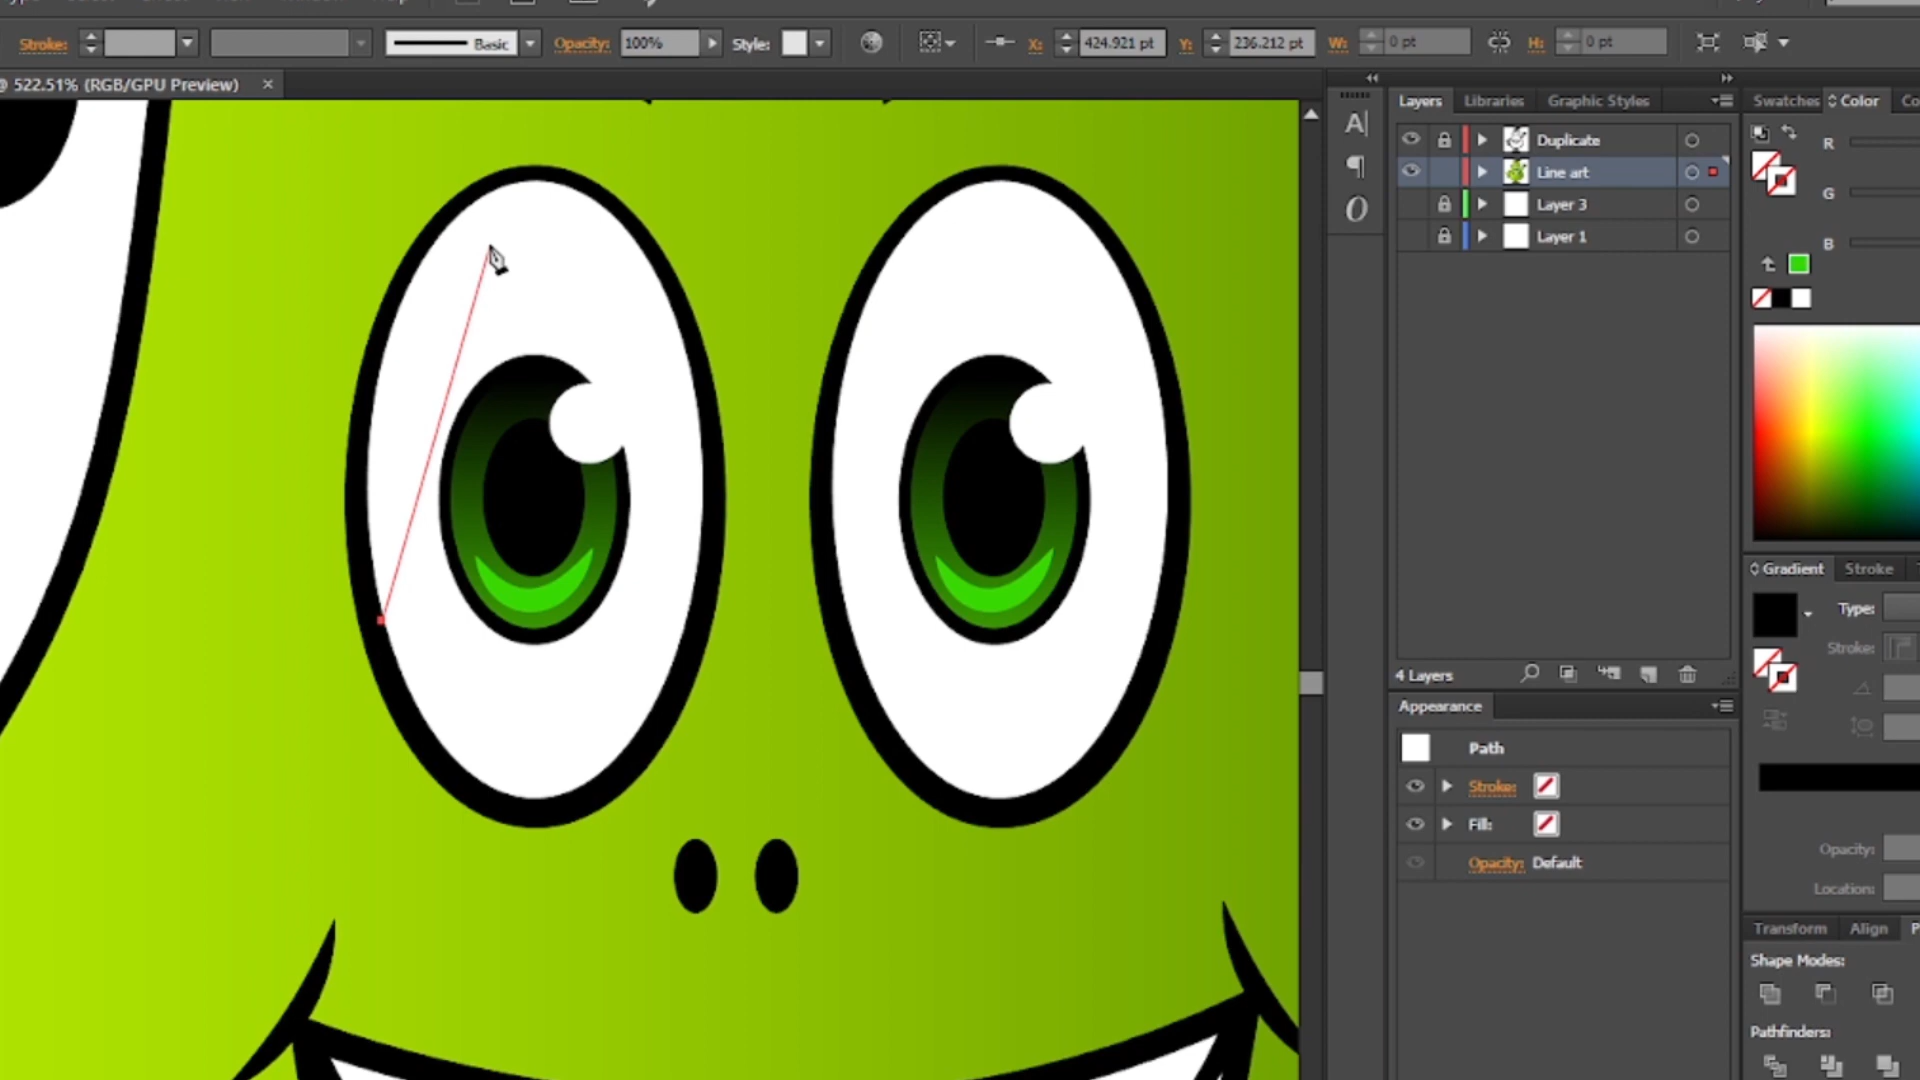 Stroke: Basic Opacity: 100% Style: X: 424.921 pt Y: 236.212 pt W: 0 pt H: 0 pt
@ 522.51% (RGB/GPU Preview) ×
Layers Libraries Graphic Styles
Swatches Color Co
Duplicate
Line art
Layer 3
Layer 1
R
G
B
4 Layers
Appearance
Path
Stroke:
Fill:
Opacity: Default
Gradient Stroke
Type:
Stroke:
Opacity:
Location:
Transform Align P
Shape Modes:
Pathfinders: